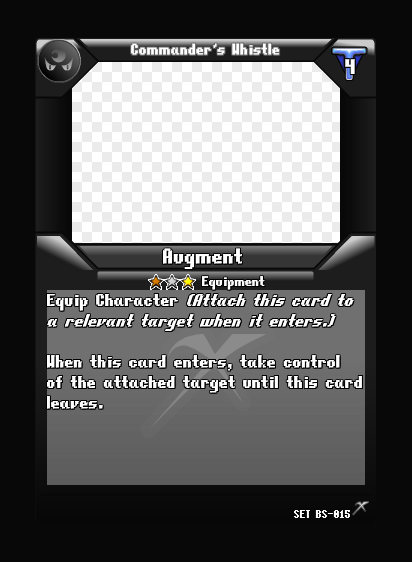 Commander's Whistle
4
Augment
Equipment
Equip Character (Attach this card to
a relevant target when it enters.)
When this card enters, take control
of the attached target until this card
leaves.
SET BS-015